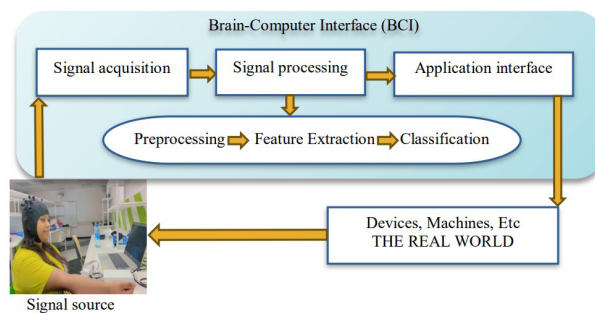 Brain-Computer Interface (BCI)
Signal acquisition
Signal processing
Application interface
Preprocessing
Feature Extraction
Classification
Devices, Machines, Etc
THE REAL WORLD
Signal source